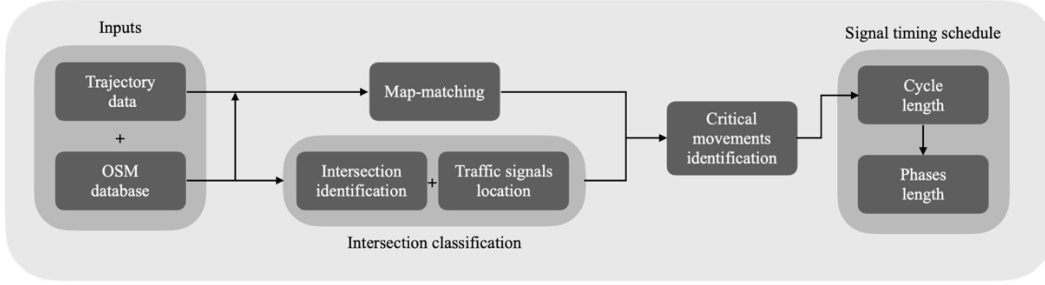 Inputs
Trajectory
data
+
OSM
database
Map-matching
Intersection
identification
+
Traffic signals
location
Intersection classification
Critical
movements
identification
Signal timing schedule
Cycle
length
Phases
length